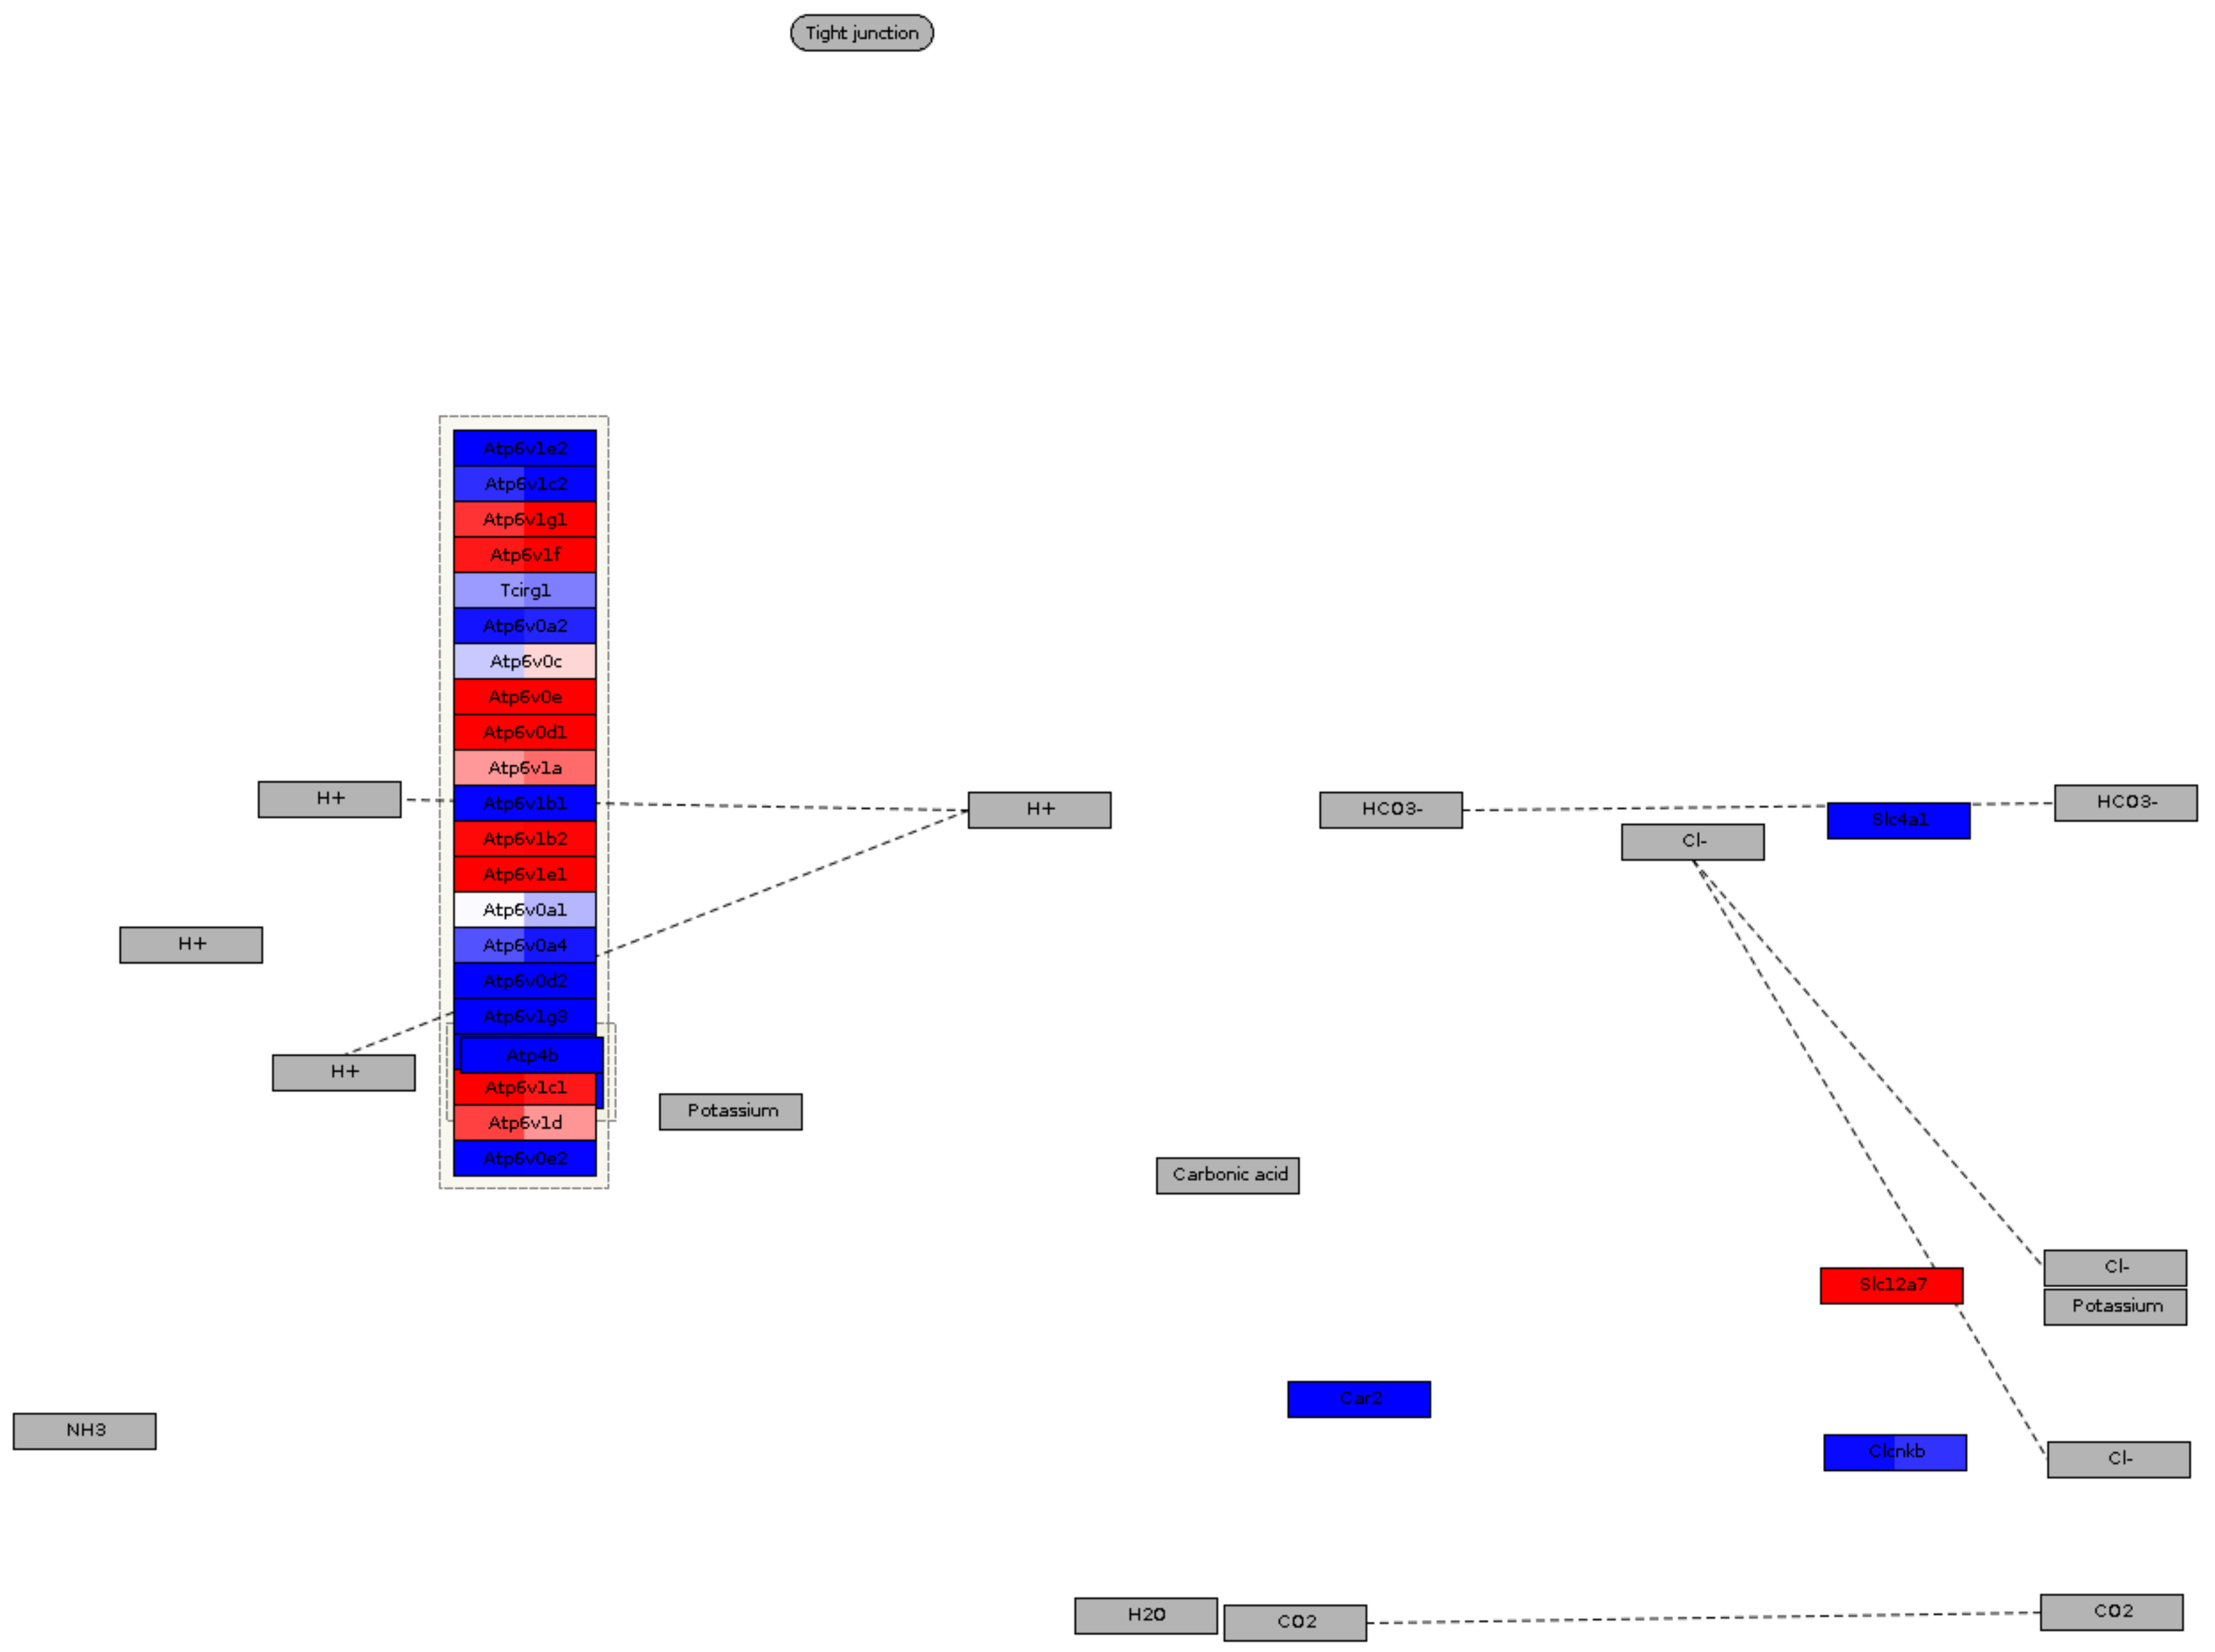 Tight junction
Atp6v1e2
Atp6v1c2
Atp6v1g1
Atp6v1f
Tcirg1
Atp6v0a2
Atp6v0c
Atp6v0e
Atp6v0d1
Atp6v1a
H+
Atp6v1b1
H+
HCO3-
Slc4a1
HCO3-
Cl-
Atp6v1b2
Atp6v1e1
Atp6v0a1
H+
Atp6v0a4
Atp6v0d2
Atp6v1g3
Atp4b
H+
Atp6v1c1
Potassium
Atp6v1d
Atp6v0e2
Carbonic acid
Cl-
Slc12a7
Potassium
Car2
NH3
Clcnkb
Cl-
H2O
CO2
CO2